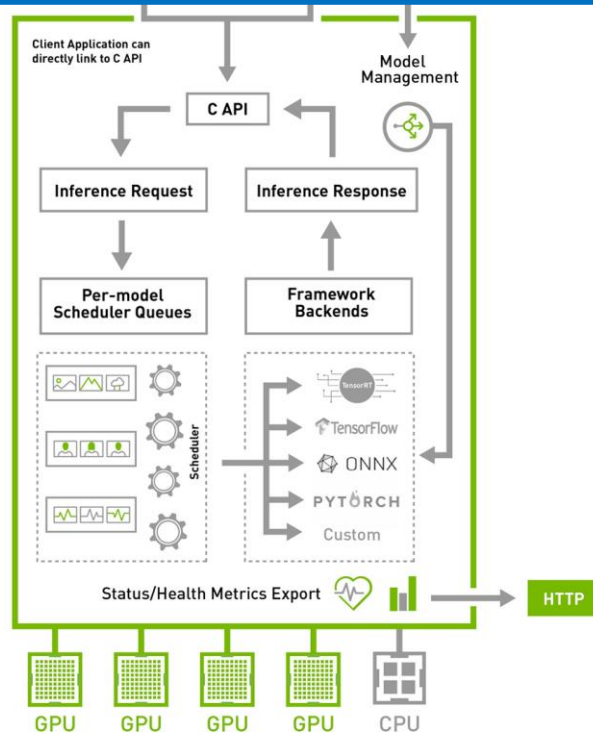 Client Application can
directly link to C API
Model
Management
C API
Inference Request
Inference Response
Per-model
Scheduler Queues
Framework
Backends
Scheduler
TensorRT
TensorFlow
ONNX
PYTORCH
Custom
Status/Health Metrics Export
HTTP
GPU
GPU
GPU
GPU
CPU